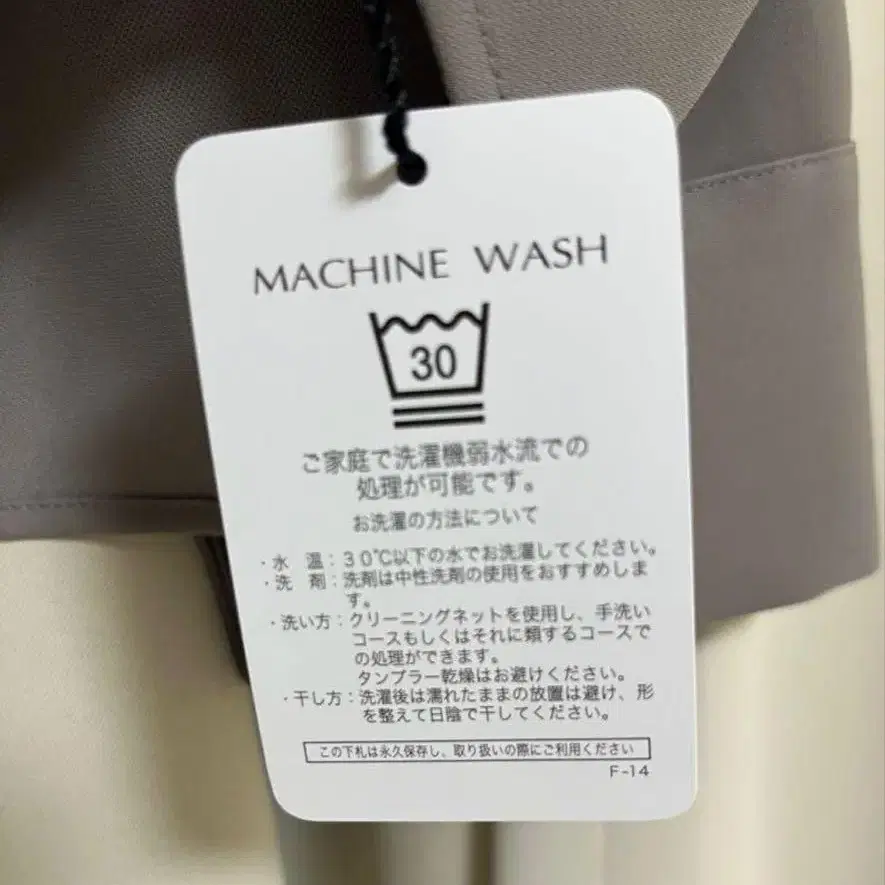 MACHINE WASH
30
ご家庭で洗濯機弱水流での
処理が可能です。
お洗濯の方法について
・水　温：３０℃以下の水でお洗濯してください。
・洗　剤：洗剤は中性洗剤の使用をおすすめしま
す。
・洗い方：クリーニングネットを使用し、手洗い
コースもしくはそれに類するコースで
の処理ができます。
タンブラー乾燥はお避けください。
・干し方：洗濯後は濡れたままの放置は避け、形
を整えて日陰で干してください。
この下札は永久保存し、取り扱いの際にご利用ください
F-14